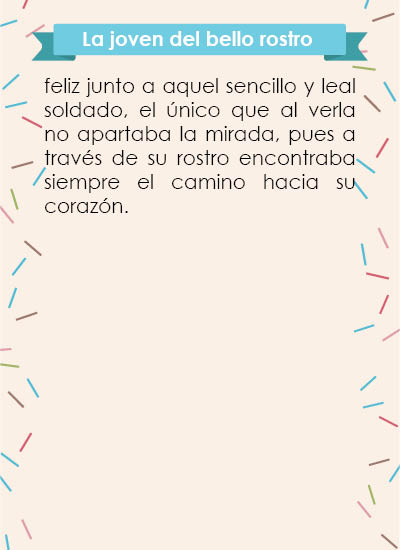 La joven del bello rostro
feliz junto a aquel sencillo y leal
soldado, el único que al verla
no apartaba la mirada, pues a
través de su rostro encontraba
siempre el camino hacia su
corazón.